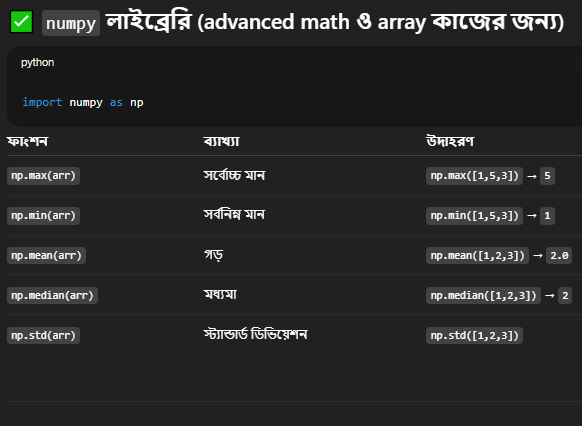 ✅ numpy লাইব্রেরি (advanced math ও array কাজের জন্য)
python
import numpy as np
ফাংশন ব্যাখ্যা উদাহরণ
np.max(arr) সর্বোচ্চ মান np.max([1,5,3]) → 5
np.min(arr) সর্বনিম্ন মান np.min([1,5,3]) → 1
np.mean(arr) গড় np.mean([1,2,3]) → 2.0
np.median(arr) মধ্যমা np.median([1,2,3]) → 2
np.std(arr) স্ট্যান্ডার্ড ডিভিয়েশন np.std([1,2,3])